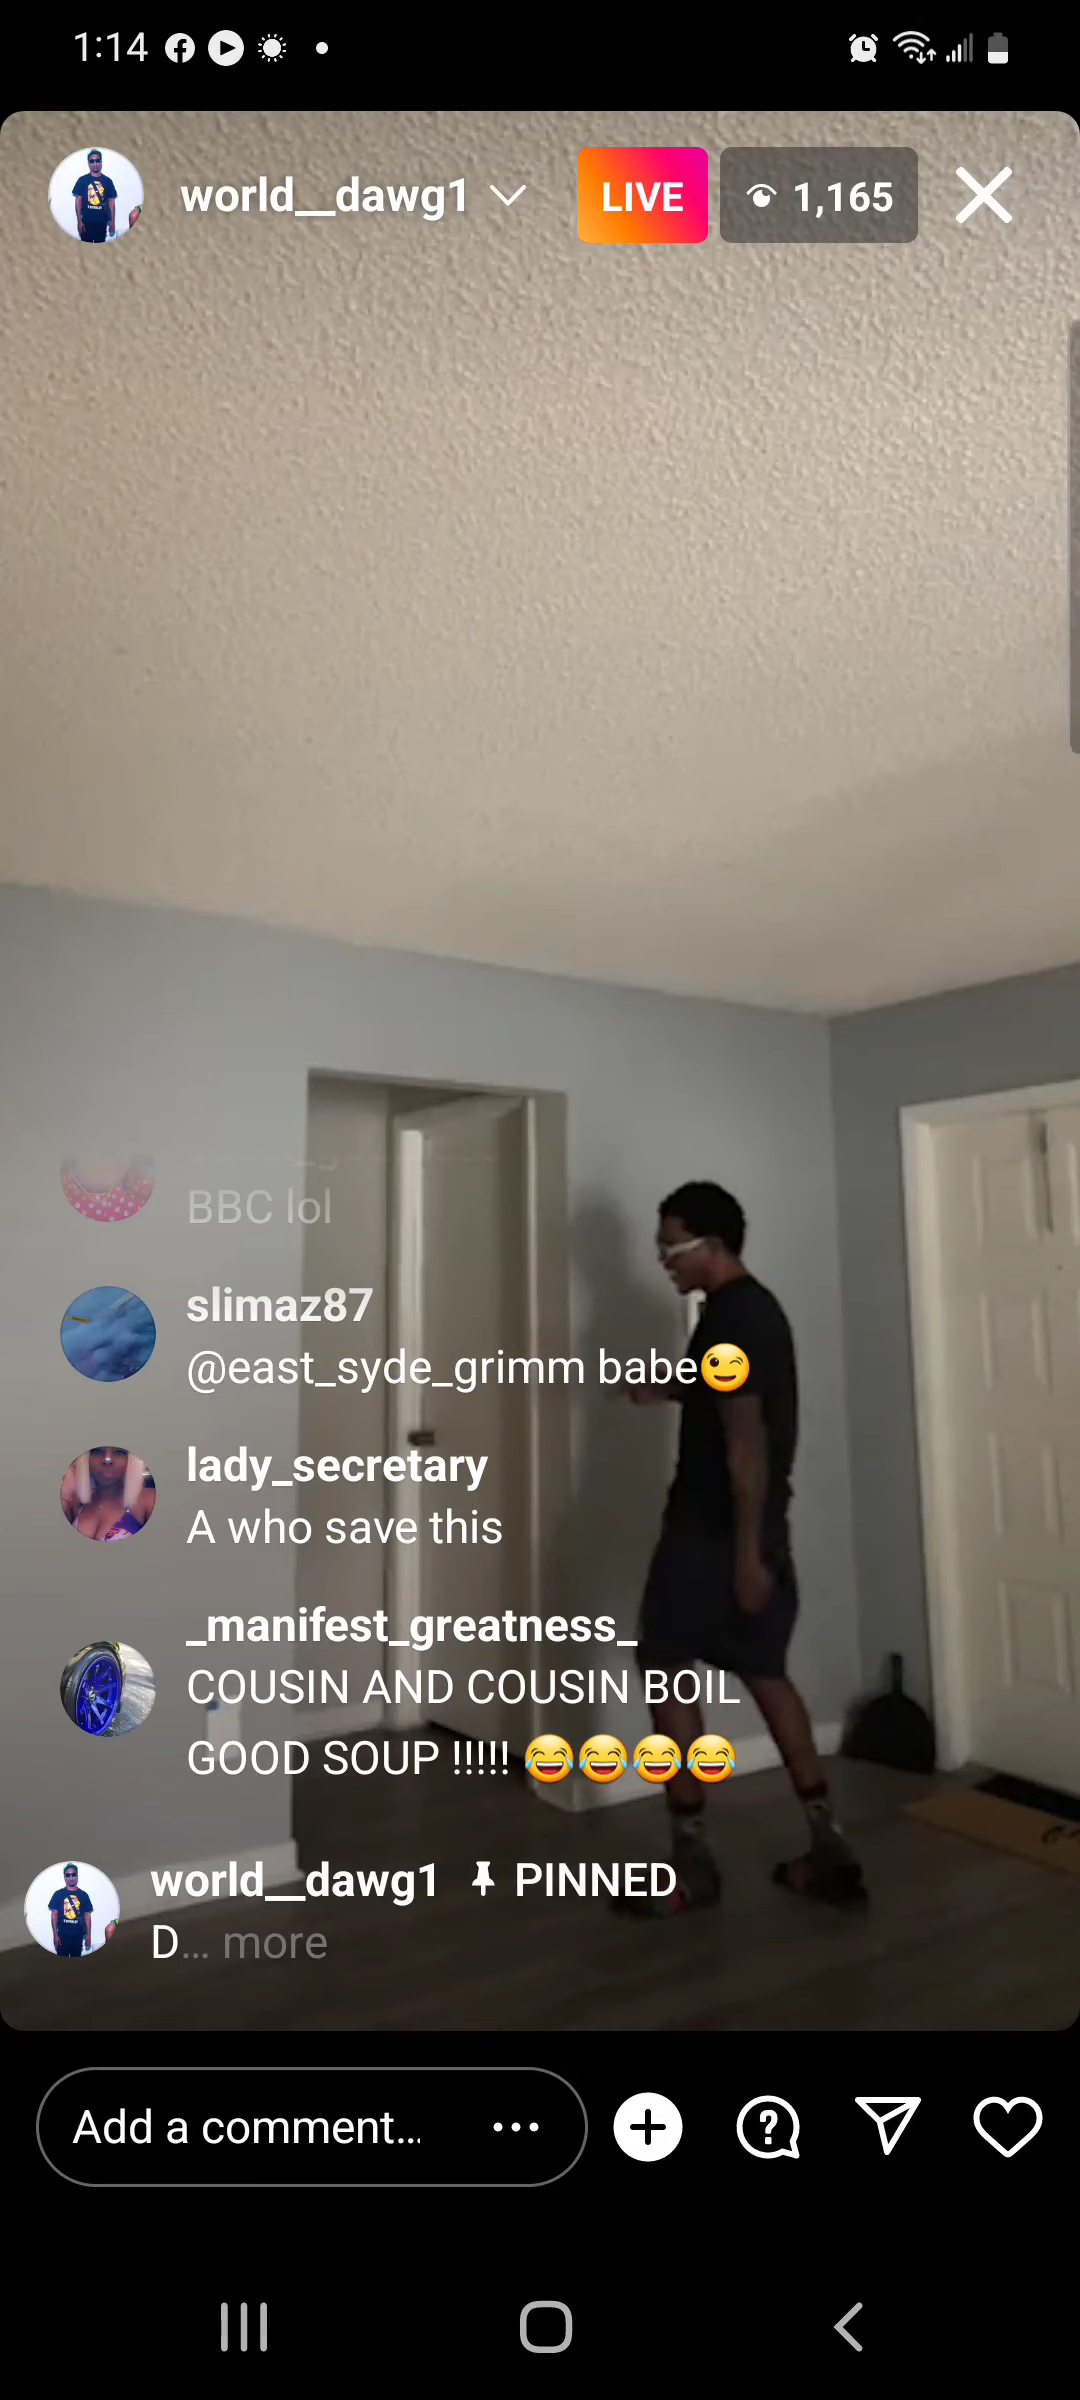 1:14
world__dawg1
LIVE
1,165
BBC lol
slimaz87
@east_syde_grimm babe😉
lady_secretary
A who save this
_manifest_greatness_
COUSIN AND COUSIN BOIL
GOOD SOUP !!!!! 😂😂😂😂
world__dawg1 PINNED
D... more
Add a comment...